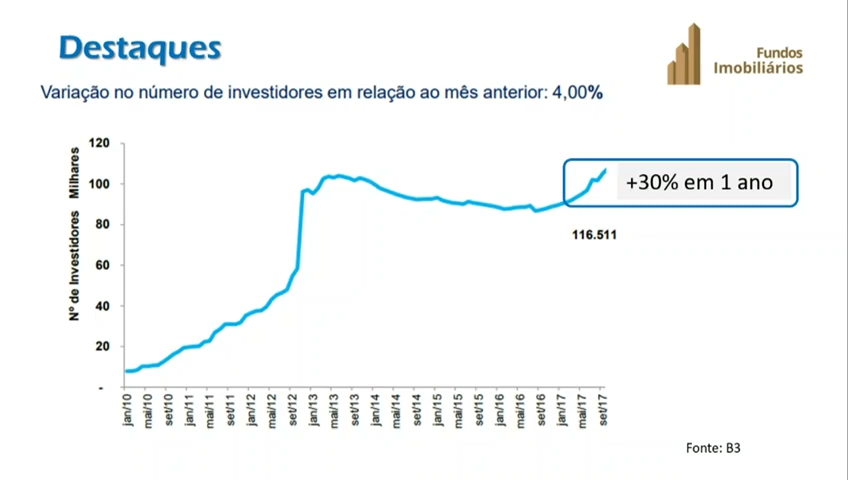 Destaques
Fundos
Imobiliários
Variação no número de investidores em relação ao mês anterior: 4,00%
Nº de Investidores Milhares
120
100
80
60
40
20
-
+30% em 1 ano
116.511
jan/10
mai/10
set/10
jan/11
mai/11
set/11
jan/12
mai/12
set/12
jan/13
mai/13
set/13
jan/14
mai/14
set/14
jan/15
mai/15
set/15
jan/16
mai/16
set/16
jan/17
mai/17
set/17
Fonte: B3